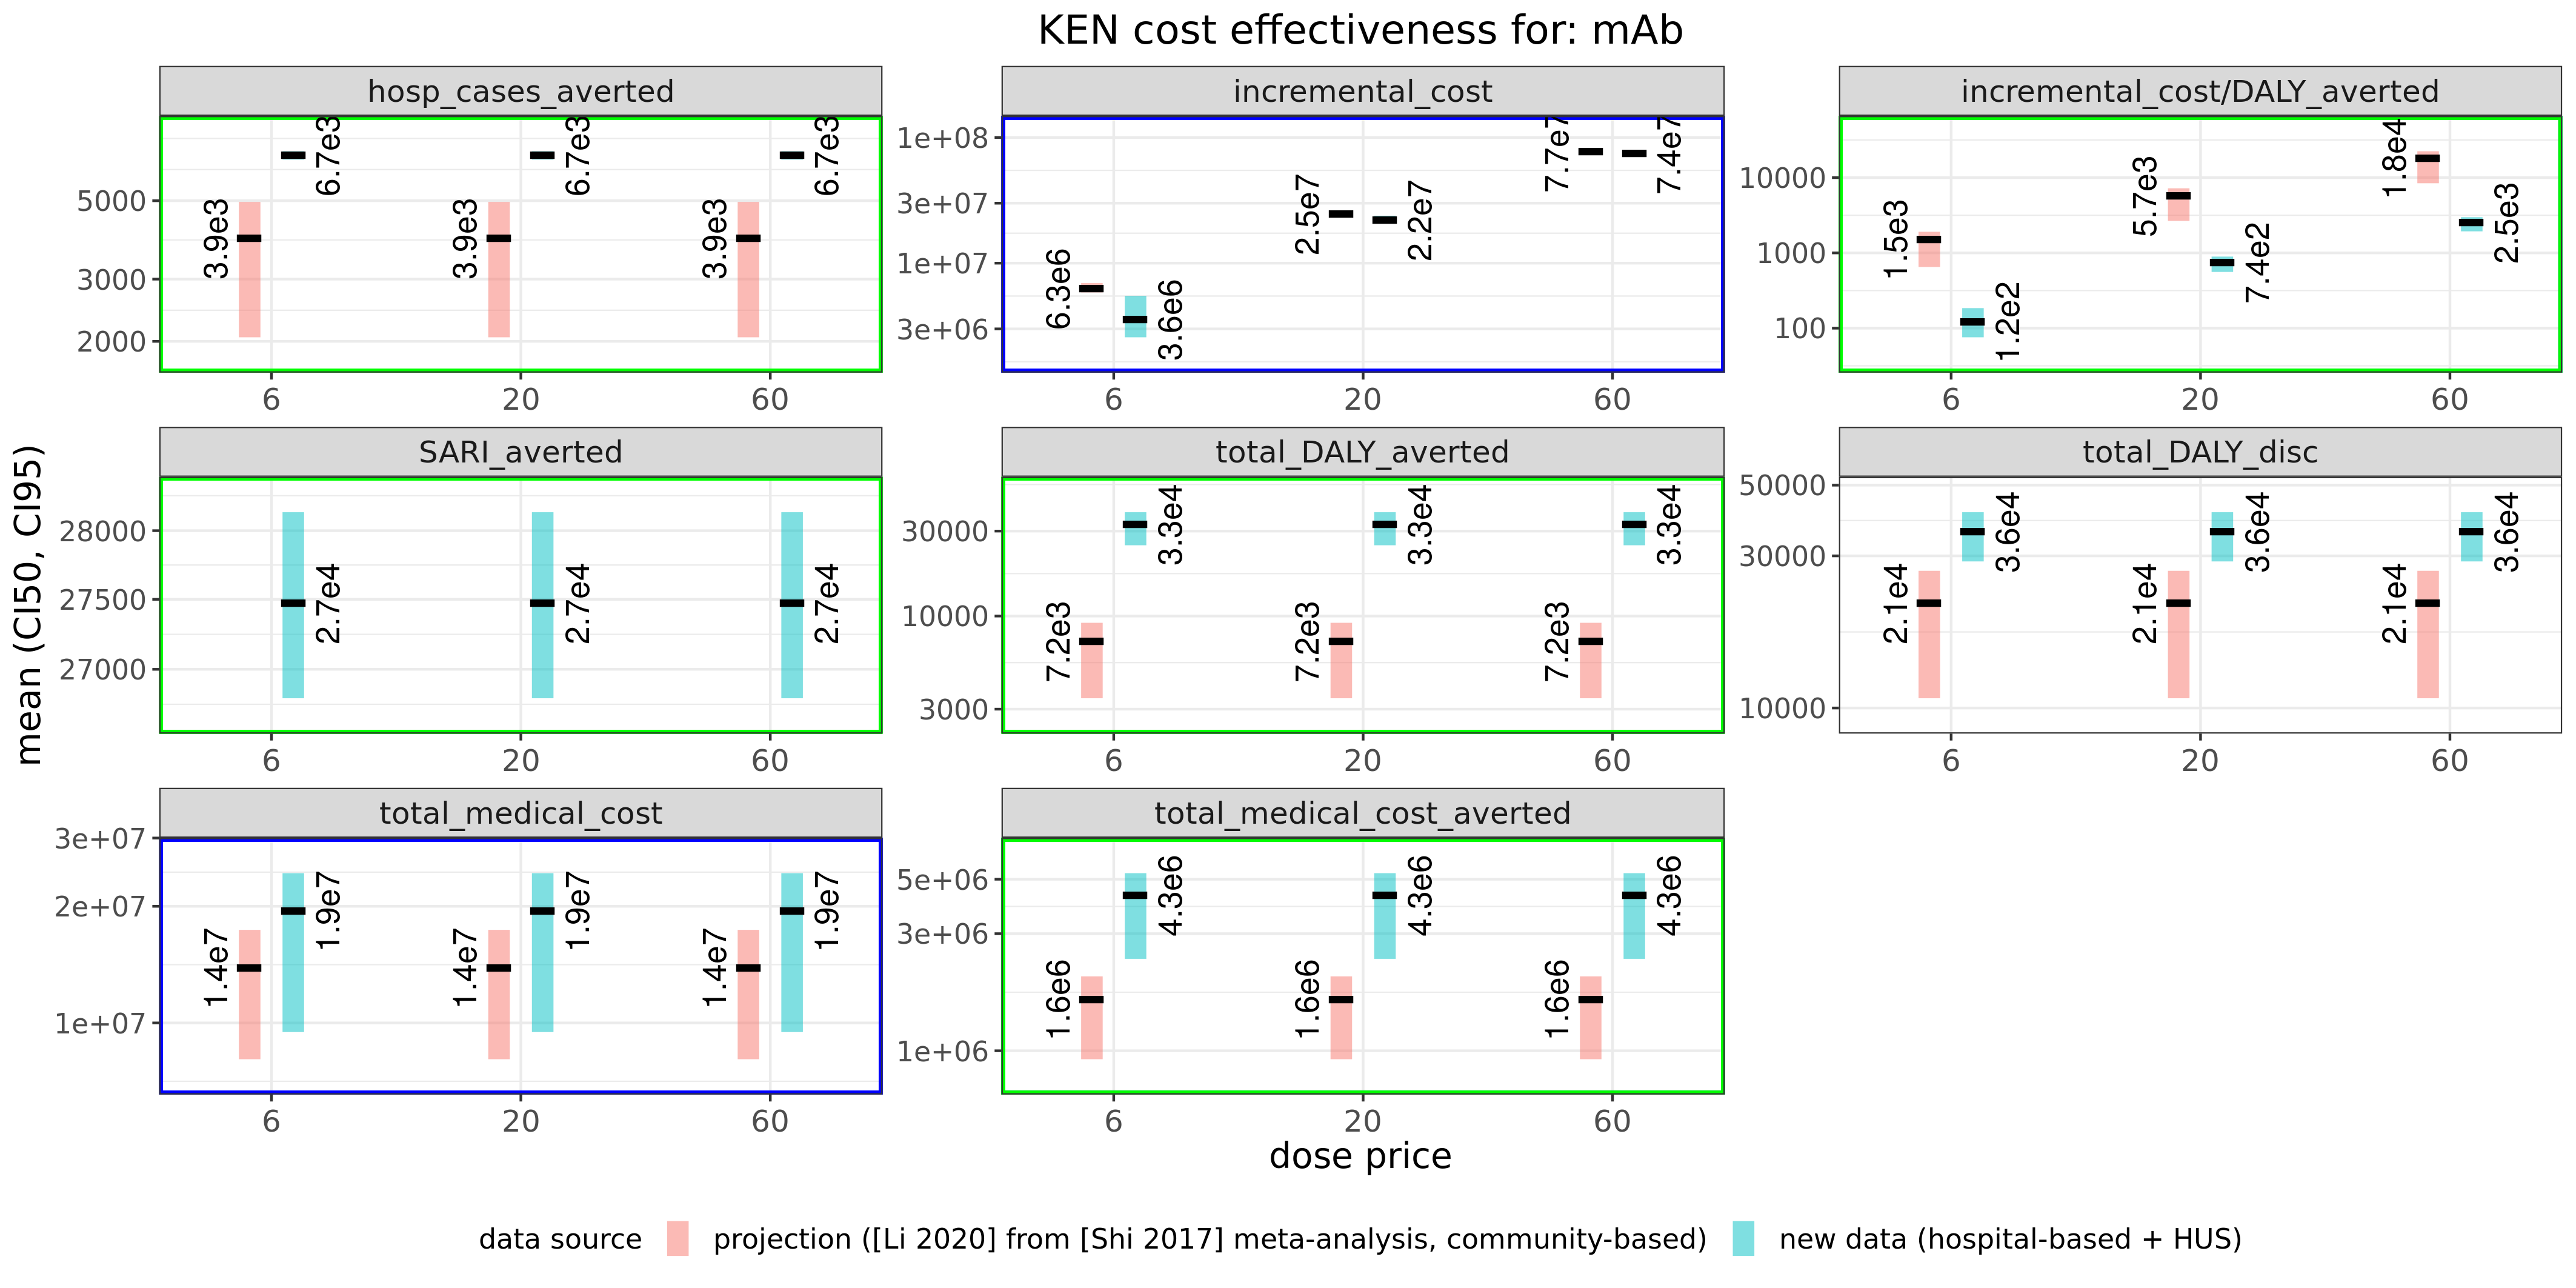 KEN cost effectiveness for: mAb
mean (CI50, CI95)
hosp_cases_averted
5000
3000
2000
3.9e3
6.7e3
3.9e3
6.7e3
3.9e3
6.7e3
6
20
60
incremental_cost
1e+08
3e+07
1e+07
3e+06
6.3e6
3.6e6
2.5e7
2.2e7
7.7e7
7.4e7
6
20
60
incremental_cost/DALY_averted
10000
1000
100
1.5e3
1.2e2
5.7e3
7.4e2
1.8e4
2.5e3
6
20
60
SARI_averted
28000
27500
27000
2.7e4
2.7e4
2.7e4
6
20
60
total_DALY_averted
30000
10000
3000
7.2e3
3.3e4
7.2e3
3.3e4
7.2e3
3.3e4
6
20
60
total_DALY_disc
50000
30000
10000
2.1e4
3.6e4
2.1e4
3.6e4
2.1e4
3.6e4
6
20
60
total_medical_cost
3e+07
2e+07
1e+07
1.4e7
1.9e7
1.4e7
1.9e7
1.4e7
1.9e7
6
20
60
total_medical_cost_averted
5e+06
3e+06
1e+06
1.6e6
4.3e6
1.6e6
4.3e6
1.6e6
4.3e6
6
20
60
dose price
data source
projection ([Li 2020] from [Shi 2017] meta-analysis, community-based)
new data (hospital-based + HUS)